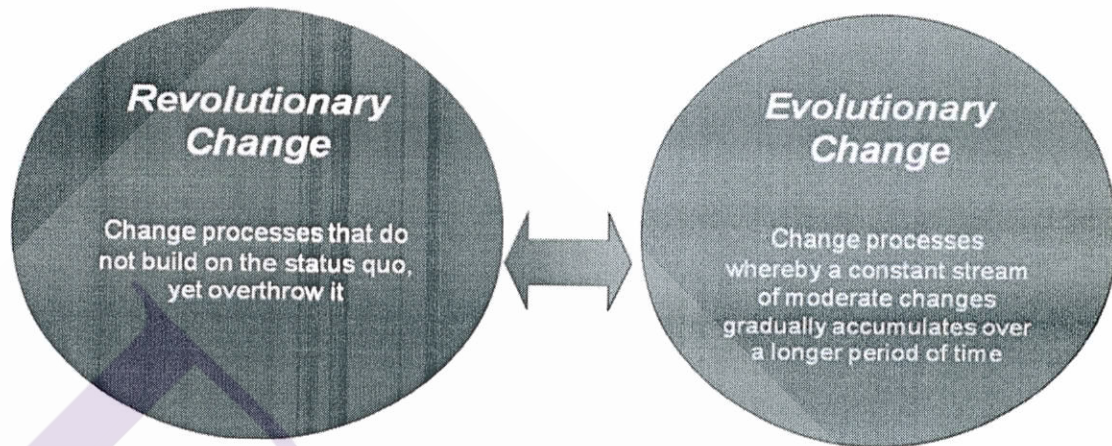 Revolutionary
Change
Change processes that do
not build on the status quo,
yet overthrow it
Evolutionary
Change
Change processes
whereby a constant stream
of moderate changes
gradually accumulates over
a longer period of time